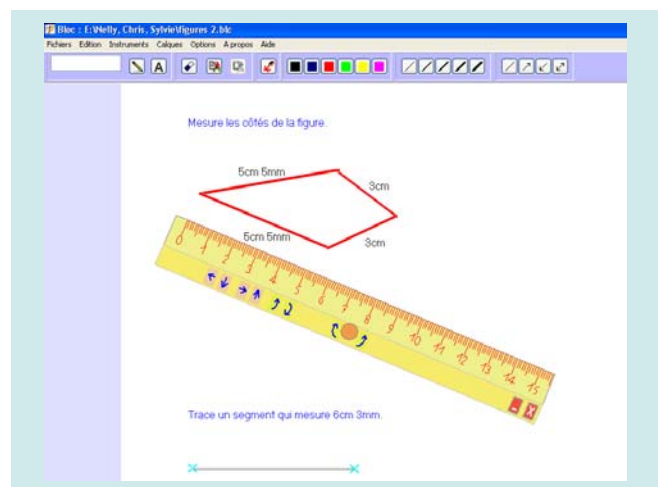 Bloc : E:\Nelly, Chris, Sylvie\figures 2.blc
Fichiers Edition Instruments Calques Options A propos Aide
A
Mesure les côtés de la figure.
5cm 5mm
3cm
5cm 5mm
3cm
0 1 2 3 4 5 6 7 8 9 10 11 12 13 14 15
Trace un segment qui mesure 6cm 3mm.